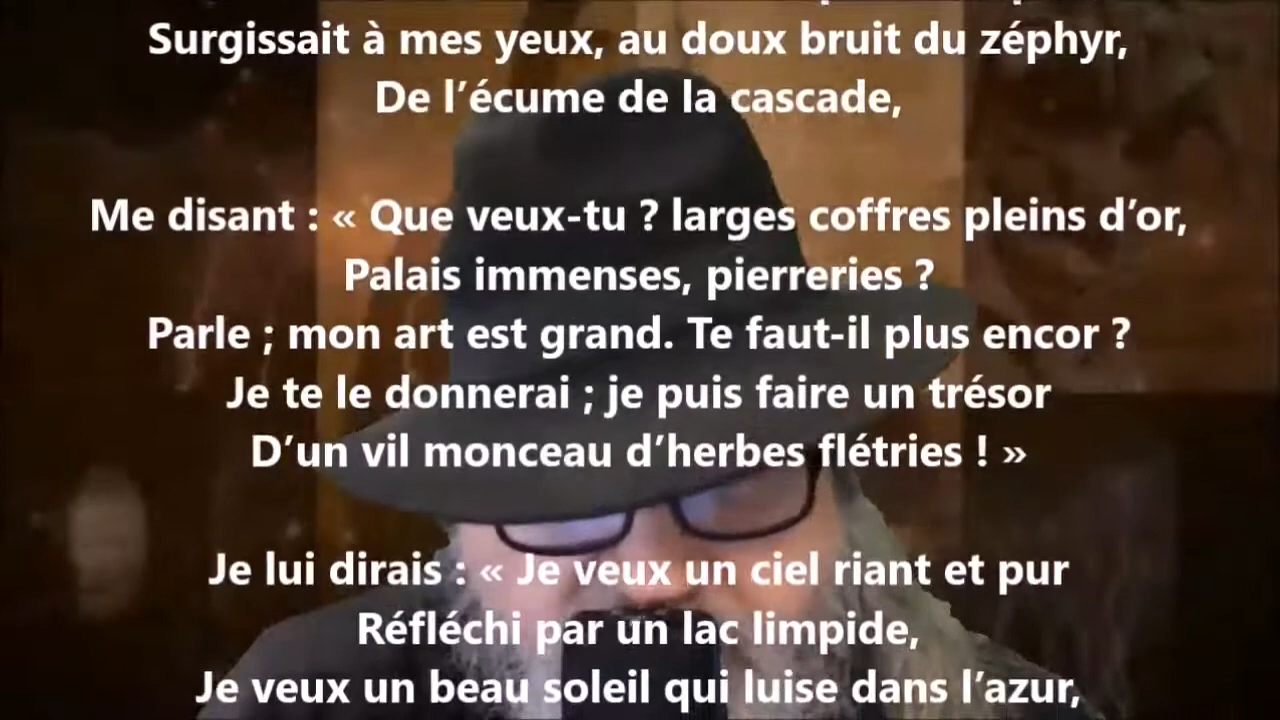 Surgissait à mes yeux, au doux bruit du zéphyr,
De l’écume de la cascade,
Me disant : « Que veux-tu ? larges coffres pleins d’or,
Palais immenses, pierreries ?
Parle ; mon art est grand. Te faut-il plus encor ?
Je te le donnerai ; je puis faire un trésor
D’un vil monceau d’herbes flétries ! »
Je lui dirais : « Je veux un ciel riant et pur
Réfléchi par un lac limpide,
Je veux un beau soleil qui luise dans l’azur,